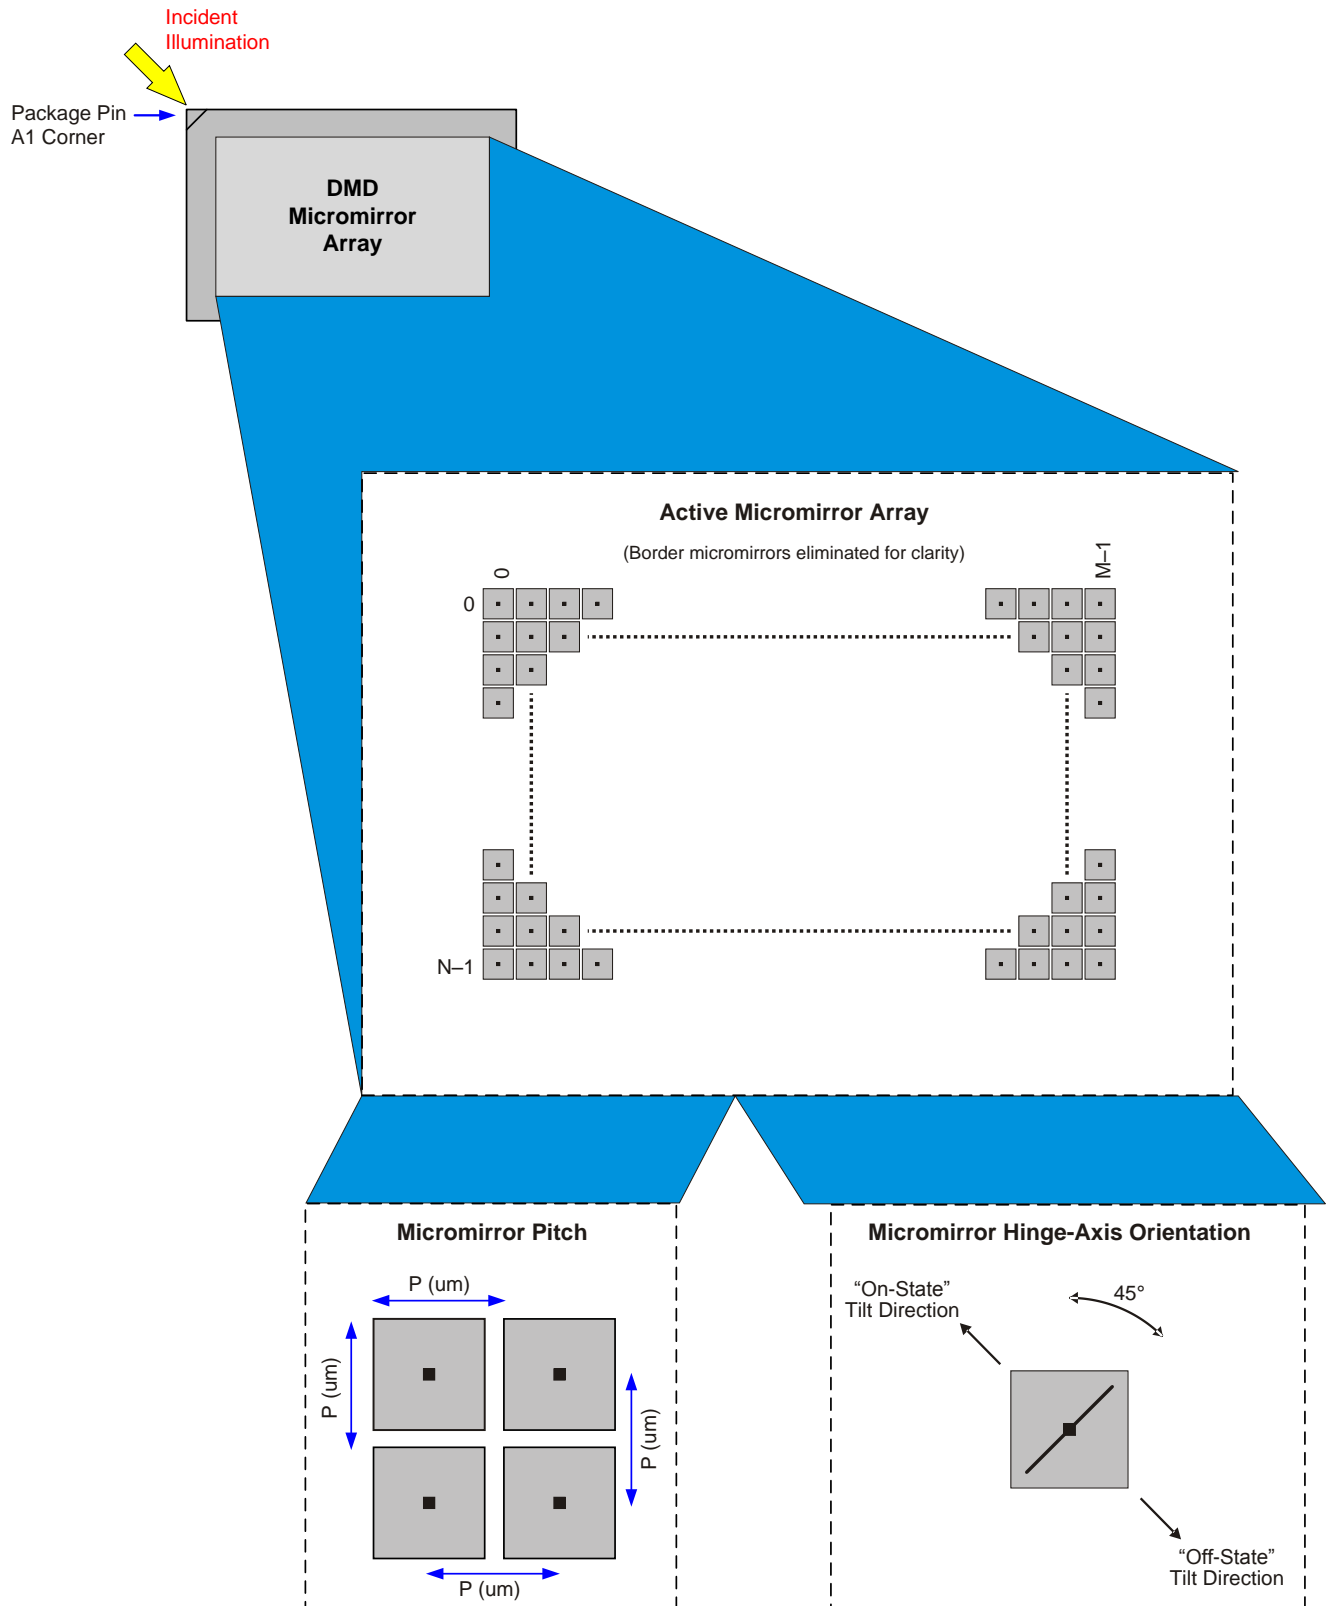 Incident
Illumination
Package Pin
A1 Corner
DMD
Micromirror
Array
Active Micromirror Array
(Border micromirrors eliminated for clarity)
0
M–1
0
N–1
Micromirror Pitch
P (um)
P (um)
P (um)
P (um)
Micromirror Hinge-Axis Orientation
“On-State”
Tilt Direction
45°
“Off-State”
Tilt Direction